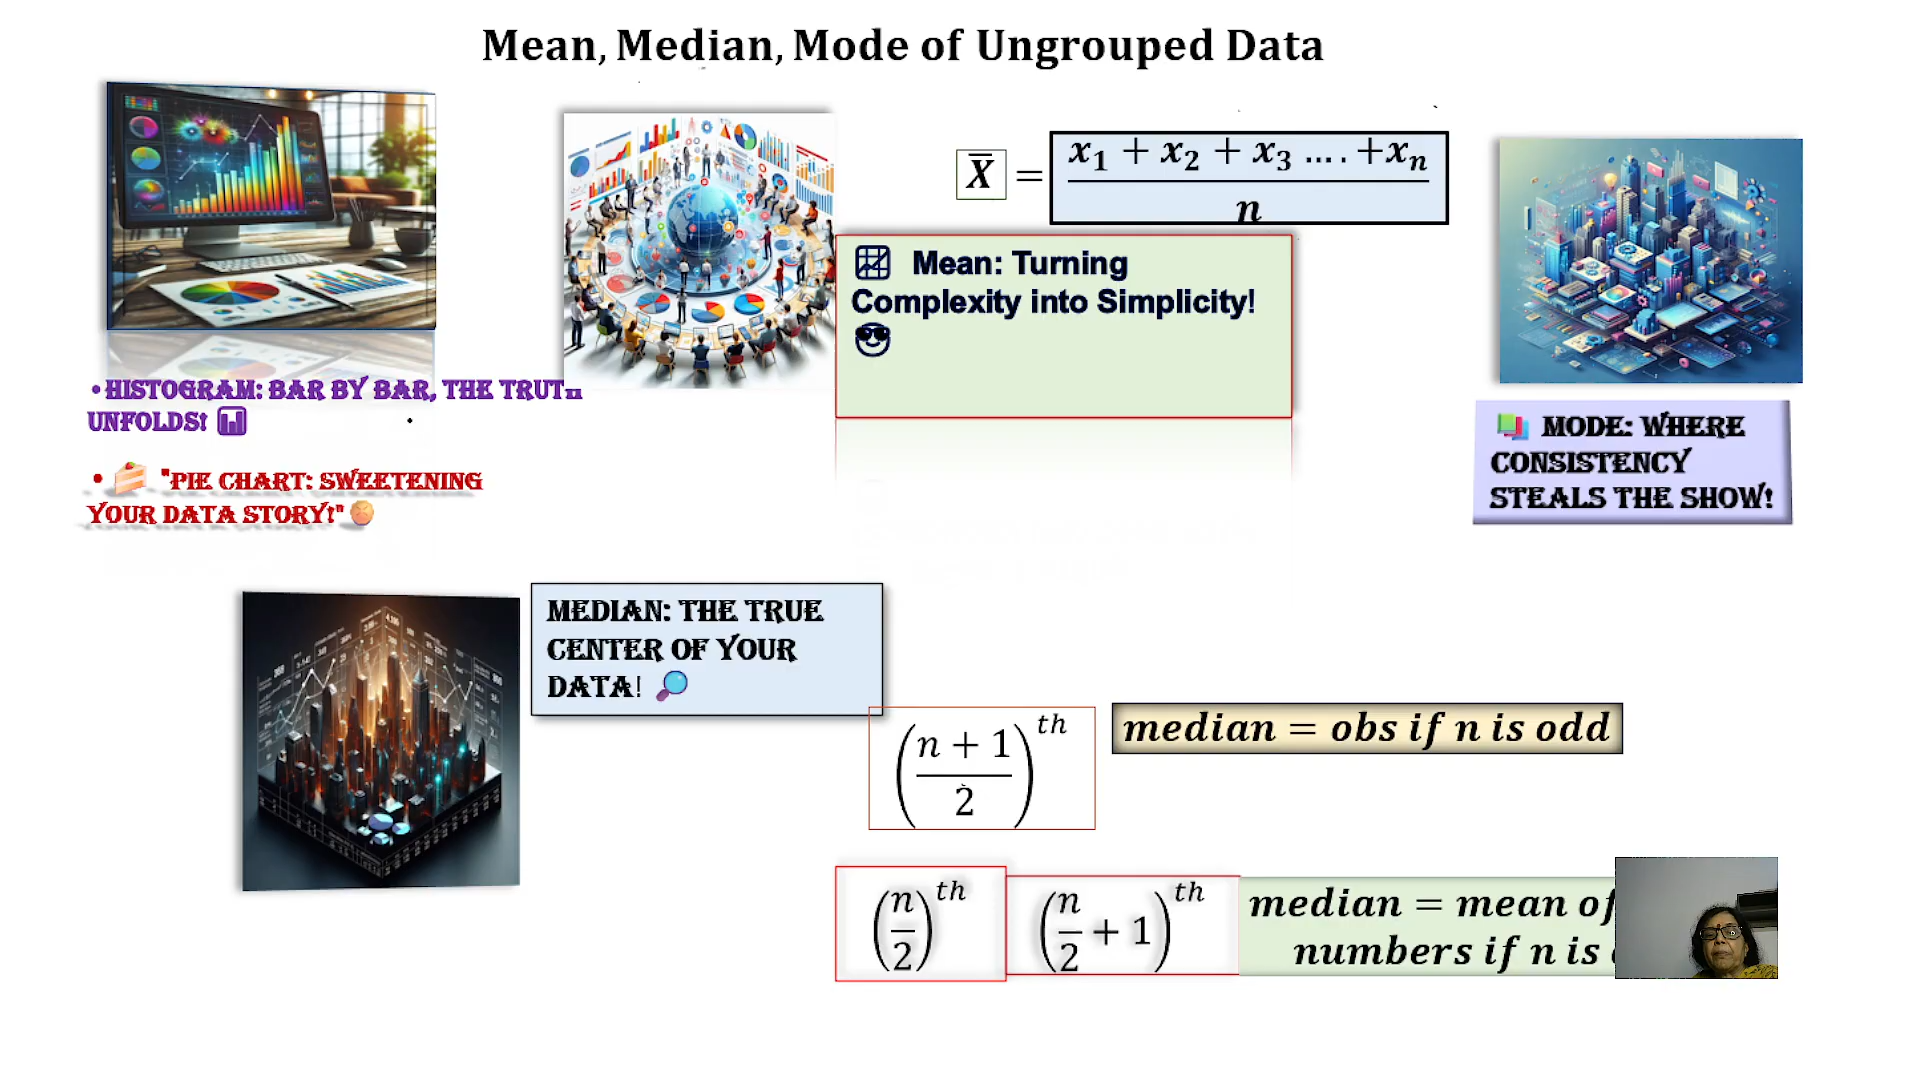 Mean, Median, Mode of Ungrouped Data
X̄ = (x₁ + x₂ + x₃ .... +xₙ) / n
Mean: Turning
Complexity into Simplicity!
😎
•HISTOGRAM: BAR BY BAR, THE TRUTH
UNFOLDS! 📊
• 🍰 "PIE CHART: SWEETENING
YOUR DATA STORY!"
📚 MODE: WHERE
CONSISTENCY
STEALS THE SHOW!
MEDIAN: THE TRUE
CENTER OF YOUR
DATA! 🔎
((n + 1)/2)^th
median = obs if n is odd
(n/2)^th (n/2 + 1)^th
median = mean of
numbers if n is